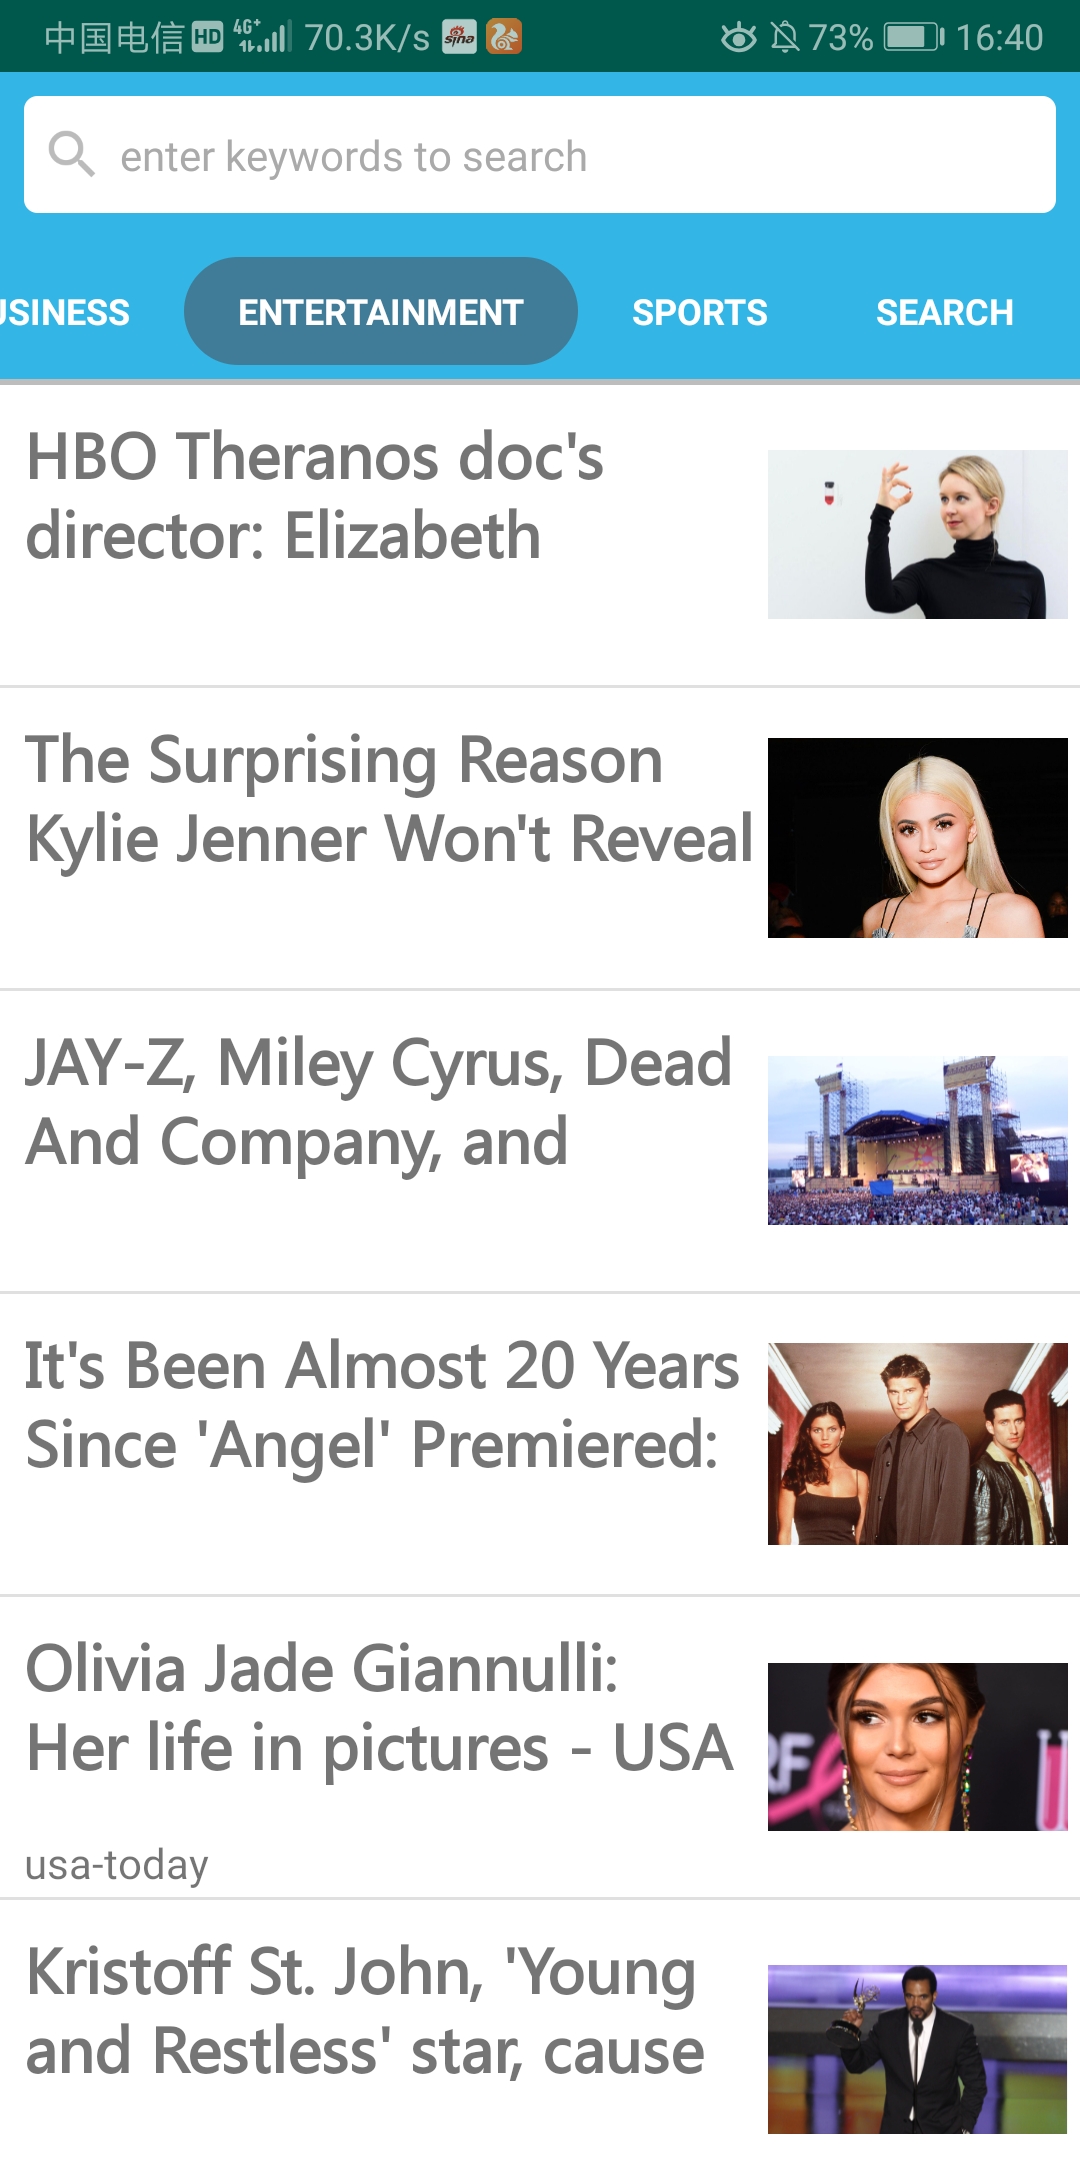 中国电信 HD 4G+ 70.3K/s sina 73% 16:40
enter keywords to search
USINESS ENTERTAINMENT SPORTS SEARCH
HBO Theranos doc's
director: Elizabeth
The Surprising Reason
Kylie Jenner Won't Reveal
JAY-Z, Miley Cyrus, Dead
And Company, and
It's Been Almost 20 Years
Since 'Angel' Premiered:
Olivia Jade Giannulli:
Her life in pictures - USA
RF
usa-today
Kristoff St. John, 'Young
and Restless' star, cause